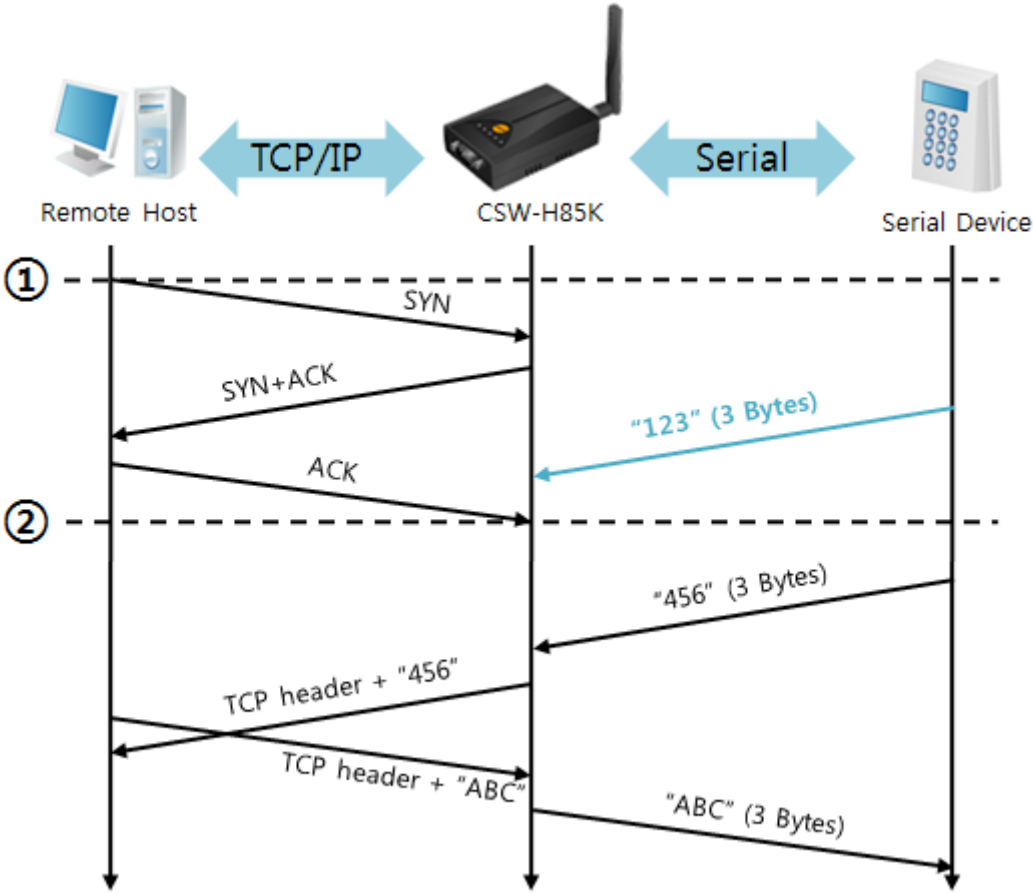 TCP/IP
Serial
Remote Host
CSW-H85K
Serial Device
①
SYN
SYN+ACK
"123" (3 Bytes)
ACK
②
"456" (3 Bytes)
TCP header + "456"
TCP header + "ABC"
"ABC" (3 Bytes)